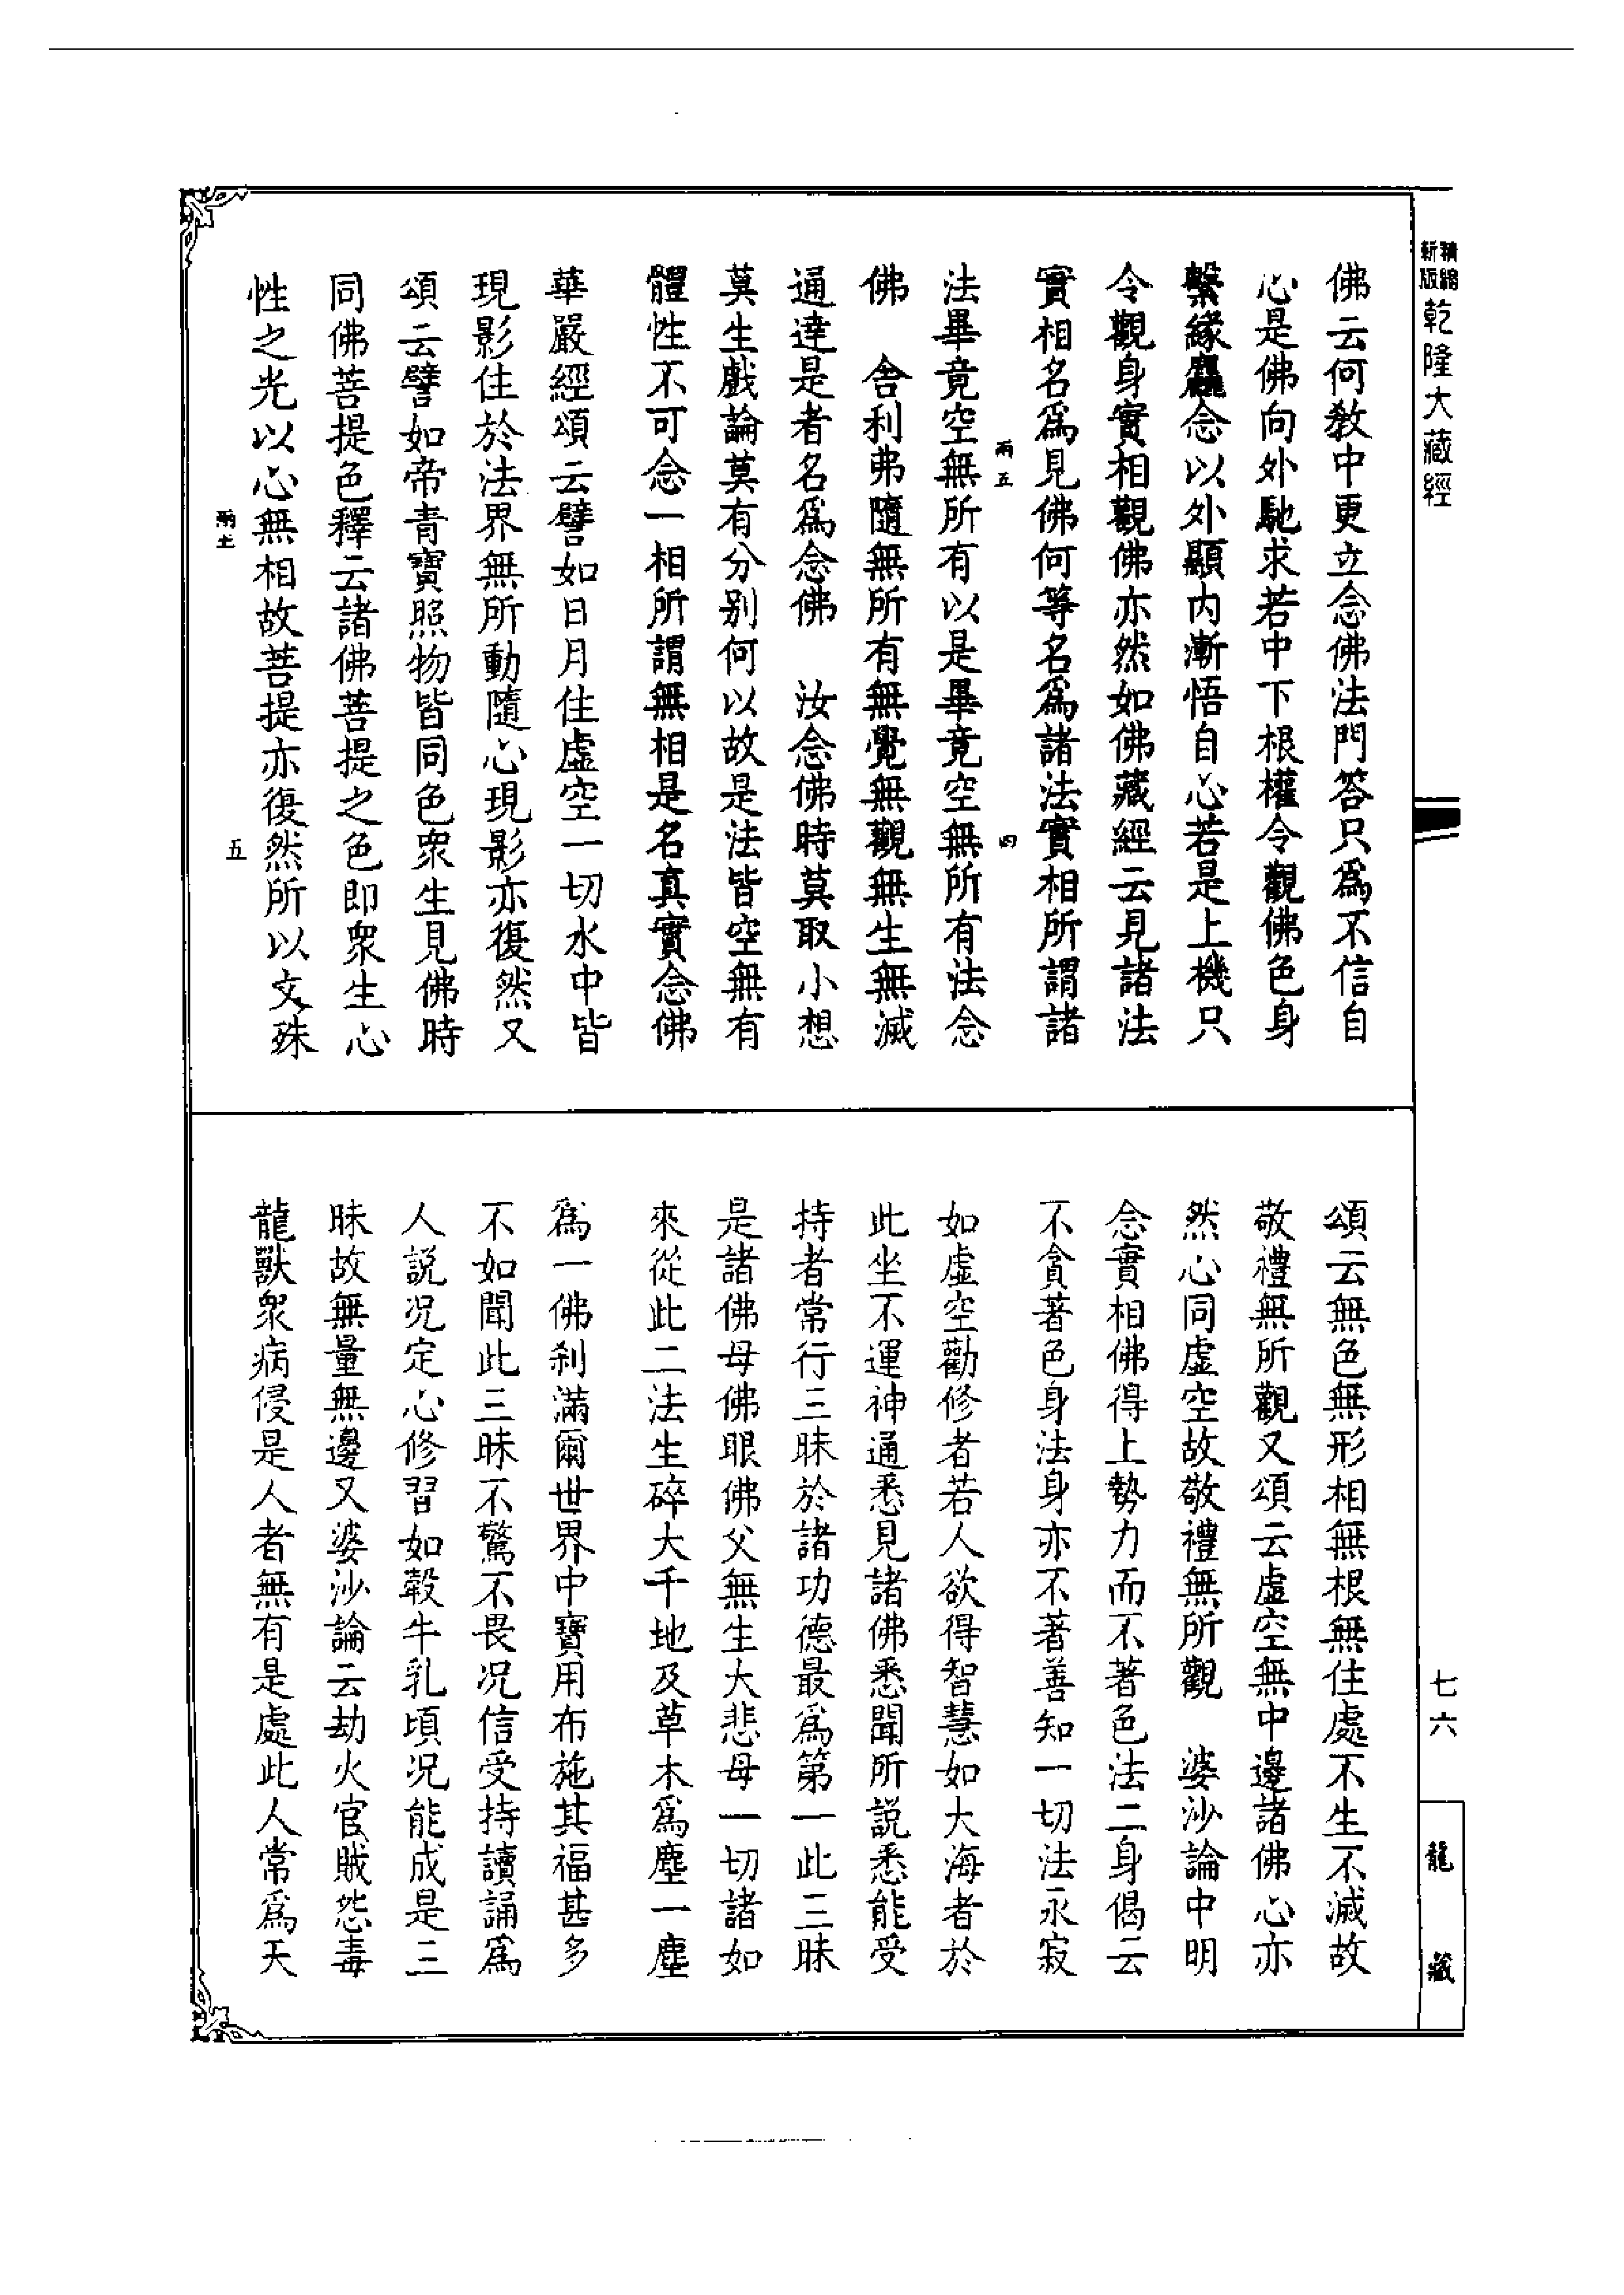 新版精縮乾隆大藏經
佛云何教中更立念佛法門答只爲不信自
心是佛向外馳求若中下根權令觀佛色身
繫緣麤念以外顯内漸悟自心若是上機只
令觀身實相觀佛亦然如佛藏經云見諸法
實相名爲見佛何等名爲諸法實相所謂諸
法畢竟空無所有以是畢竟空無所有法念
佛　舍利弗隨無所有無覺無觀無生無滅
通達是者名爲念佛　汝念佛時莫取小想
莫生戲論莫有分别何以故是法皆空無有
體性不可念一相所謂無相是名真實念佛
華嚴經頌云譬如日月住虚空一切水中皆
現影住於法界無所動隨心現影亦復然又
頌云譬如帝青寶照物皆同色衆生見佛時
同佛菩提色釋云諸佛菩提之色即衆生心
性之光以心無相故菩提亦復然所以文殊
四
五
頌云無色無形相無根無住處不生不滅故
敬禮無所觀又頌云虚空無中邊諸佛心亦
然心同虚空故敬禮無所觀　婆沙論中明
念實相佛得上勢力而不著色法二身偈云
不貪著色身法身亦不著善知一切法永寂
如虚空勸修者若人欲得智慧如大海者於
此坐不運神通悉見諸佛悉聞所説悉能受
持者常行三昧於諸功德最爲第一此三昧
是諸佛母佛眼佛父無生大悲母一切諸如
來從此二法生碎大千地及草木爲塵一塵
爲一佛刹滿爾世界中寶用布施其福甚多
不如聞此三昧不驚不畏况信受持讀誦爲
人説况定心修習如㲉牛乳頃况能成是三
昧故無量無邊又婆沙論云劫火官賊怨毒
龍獸衆病侵是人者無有是處此人常爲天
七六
龍藏